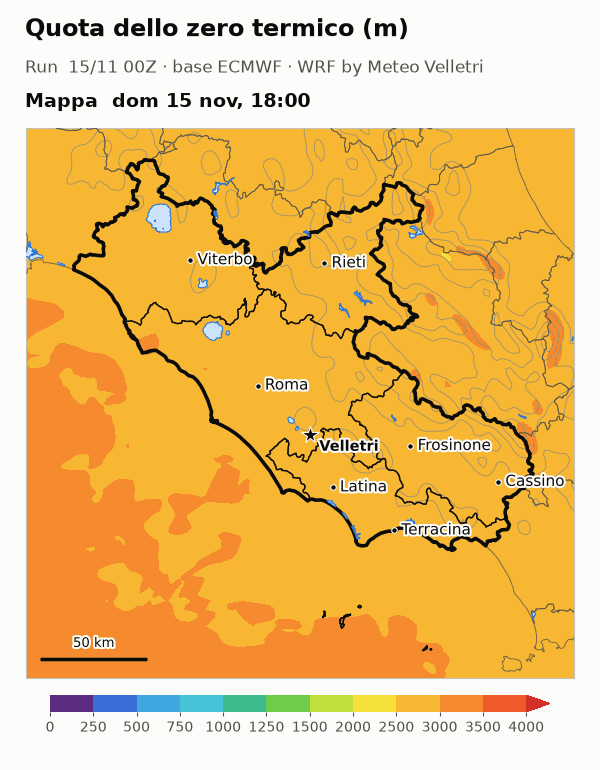 Quota dello zero termico (m)
Run  15/11 00Z · base ECMWF · WRF by Meteo Velletri
Mappa  dom 15 nov, 18:00
Viterbo
Rieti
Roma
Velletri
Frosinone
Cassino
Latina
Terracina
50 km
0 250 500 750 1000 1250 1500 2000 2500 3000 3500 4000